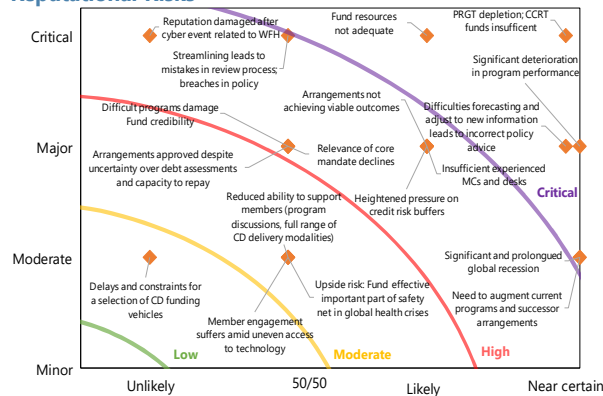 Reputational Risks
Critical
Reputation damaged after
cyber event related to WFH
Streamlining leads to
mistakes in review process;
breaches in policy
Fund resources
not adequate
PRGT depletion; CCRT
funds insufficent
Significant deterioration
in program performance
Arrangements not
achieving viable outcomes
Difficult programs damage
Fund credibility
Difficulties forecasting and
adjust to new information
leads to incorrect policy
advice
Major
Arrangements approved despite
uncertainty over debt assessments
and capacity to repay
Relevance of core
mandate declines
Insufficient experienced
MCs and desks
Critical
Heightened pressure on
credit risk buffers
Reduced ability to support
members (program
discussions, full range of
CD delivery modalities)
Moderate
Significant and prolongued
global recession
Delays and constraints for
a selection of CD funding
vehicles
Upside risk: Fund effective
important part of safety
net in global health crises
Need to augment current
programs and successor
arrangements
Member engagement
suffers amid uneven access
to technology
Low
Moderate
High
Minor
Unlikely
50/50
Likely
Near certain